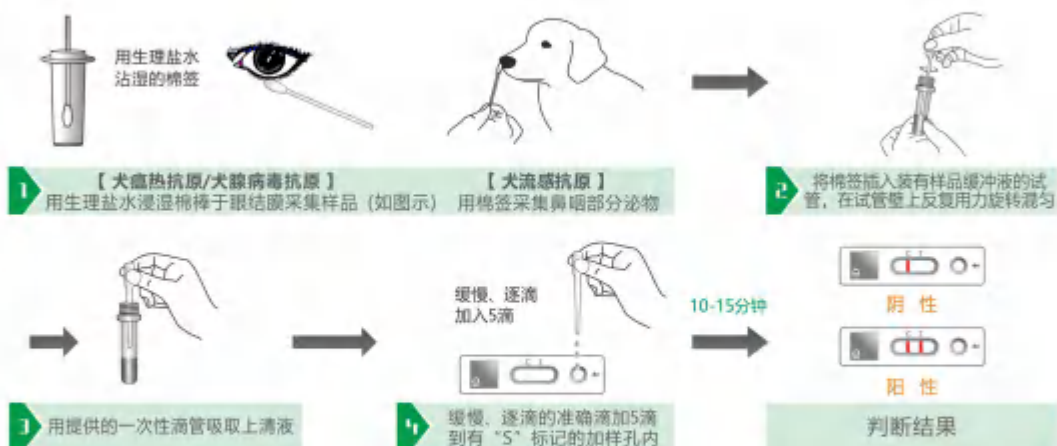 用生理盐水
沾湿的棉签
1
【 犬瘟热抗原/犬腺病毒抗原 】
用生理盐水浸湿棉棒于眼结膜采集样品（如图示）
【 犬流感抗原 】
用棉签采集鼻咽部分泌物
2
将棉签插入装有样品缓冲液的试
管，在试管壁上反复用力旋转混匀
3
用提供的一次性滴管吸取上清液
缓慢、逐滴
加入5滴
4
缓慢、逐滴的准确滴加5滴
到有“S”标记的加样孔内
10-15分钟
C T
阴 性
C T
阳 性
判断结果